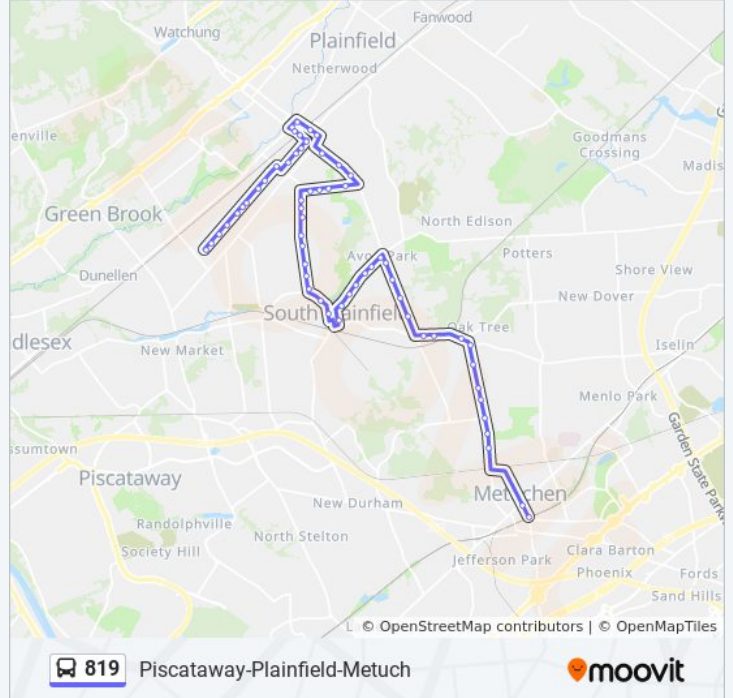 Fanwood
Watchung
Plainfield
Netherwood
enville
Goodmans
Crossing
Madis
Green Brook
North Edison
Avon Park
Potters
Dunellen
Shore View
New Dover
South Plainfield
Oak Tree
dlesex
New Market
Iselin
Menlo Park
Garden State Parkw
ssumtown
Piscataway
Metuchen
New Durham
Randolphville
North Stelton
Society Hill
Clara Barton
Jefferson Park
Phoenix
Fords
Sand Hills
© OpenStreetMap contributors | © OpenMapTiles
819 Piscataway-Plainfield-Metuch
moovit